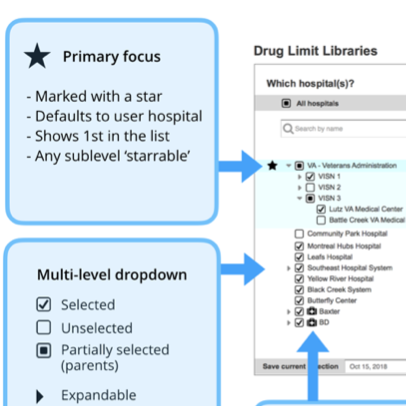 Primary focus
- Marked with a star
- Defaults to user hospital
- Shows 1st in the list
- Any sublevel ‘starrable’
Multi-level dropdown
Selected
Unselected
Partially selected
(parents)
Expandable
Drug Limit Libraries
Which hospital(s)?
All hospitals
Search by name
VA - Veterans Administration
VISN 1
VISN 2
VISN 3
Lutz VA Medical Center
Battle Creek VA Medical
Community Park Hospital
Montreal Hubs Hospital
Leafs Hospital
Southeast Hospital System
Yellow River Hospital
Black Creek System
Butterfly Center
Baxter
BD
Save current ection Oct 15, 2018